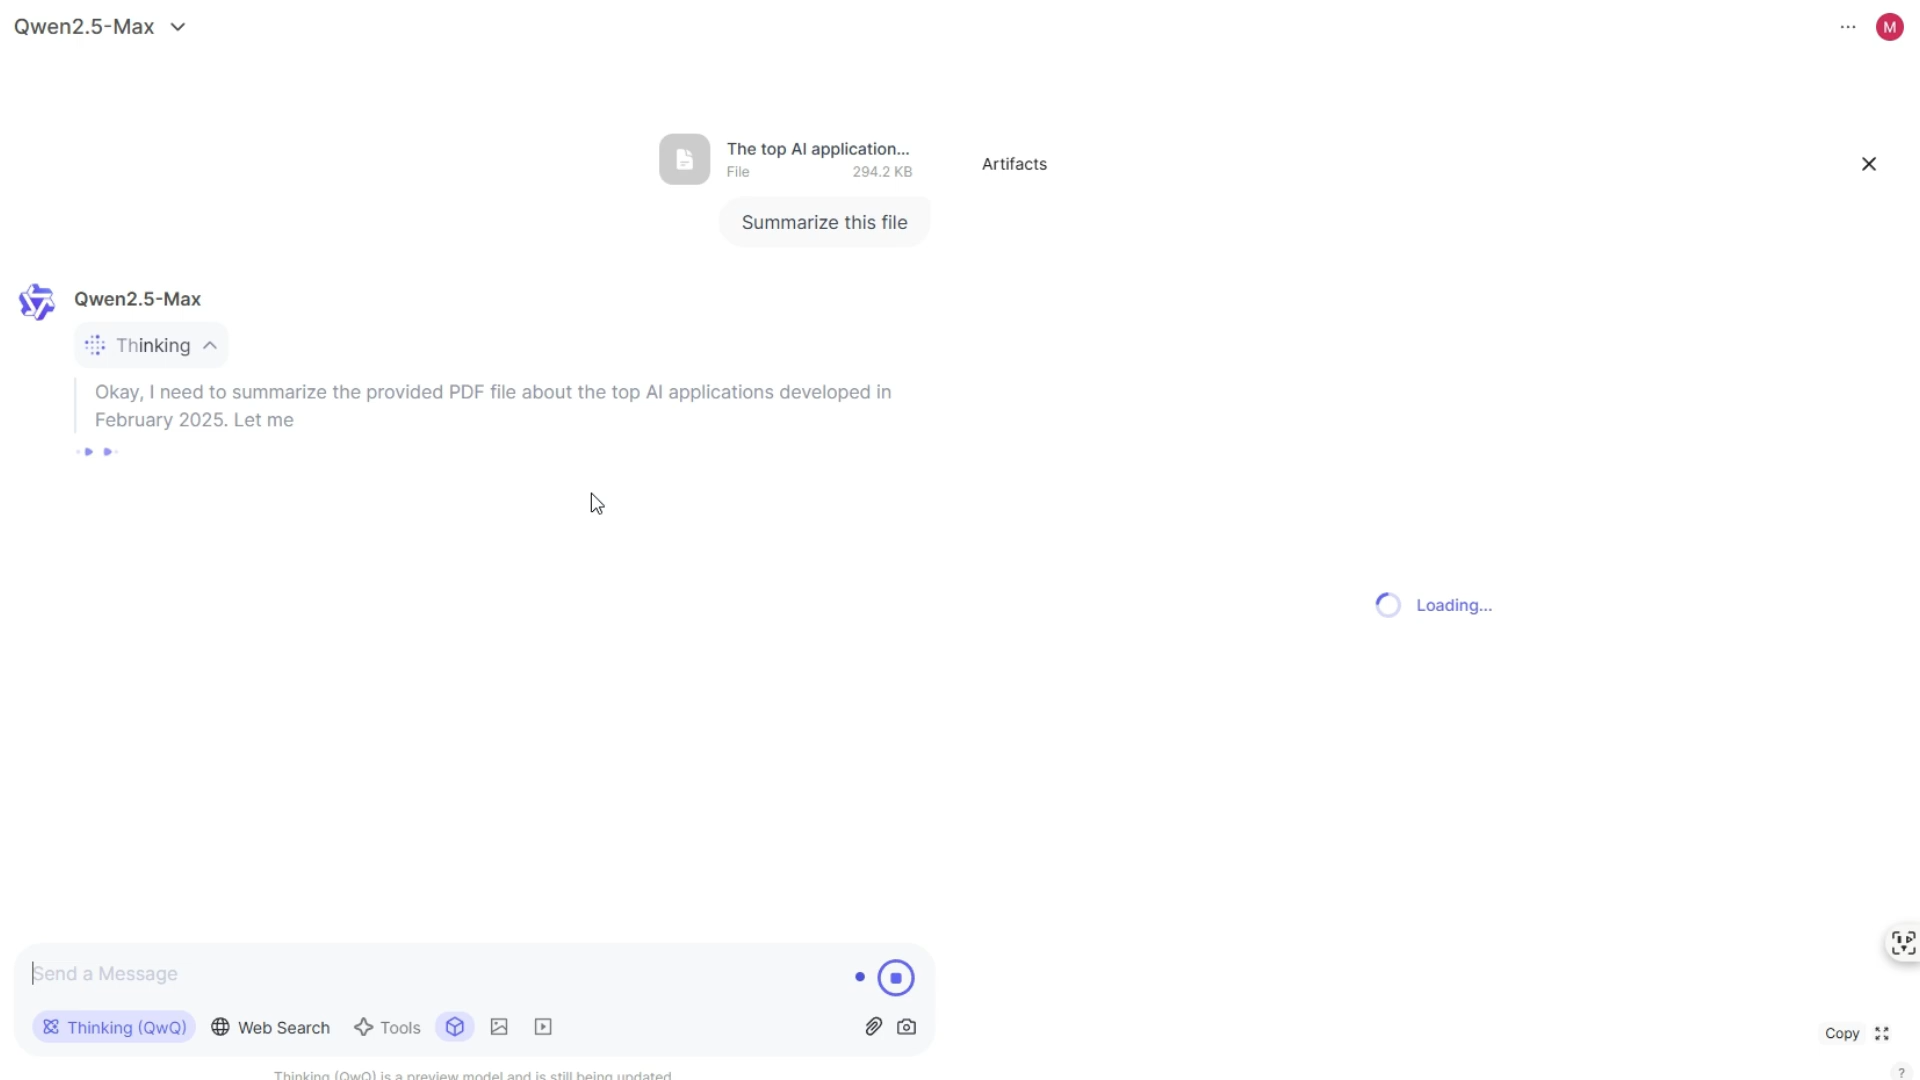 Qwen2.5-Max
M
The top AI application...
File 294.2 KB
Summarize this file
Artifacts
Qwen2.5-Max
Thinking
Okay, I need to summarize the provided PDF file about the top AI applications developed in
February 2025. Let me
Loading...
Send a Message
Thinking (QwQ) Web Search Tools
Copy
Thinking (QwQ) is a preview model and is still being updated.
?